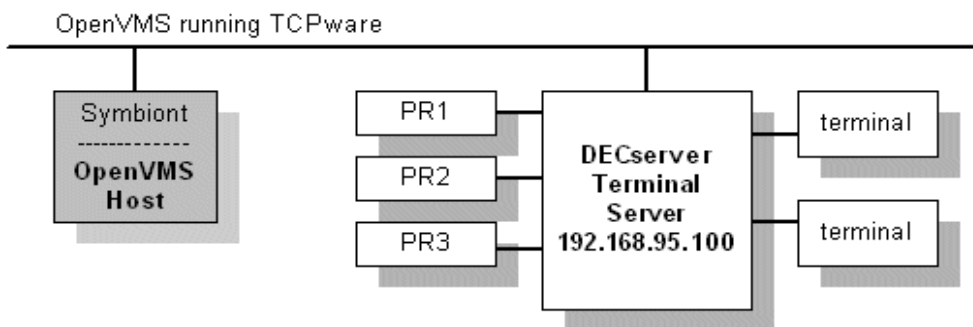 OpenVMS running TCPware
Symbiont
-------------
OpenVMS
Host
PR1
PR2
PR3
DECserver
Terminal
Server
192.168.95.100
terminal
terminal